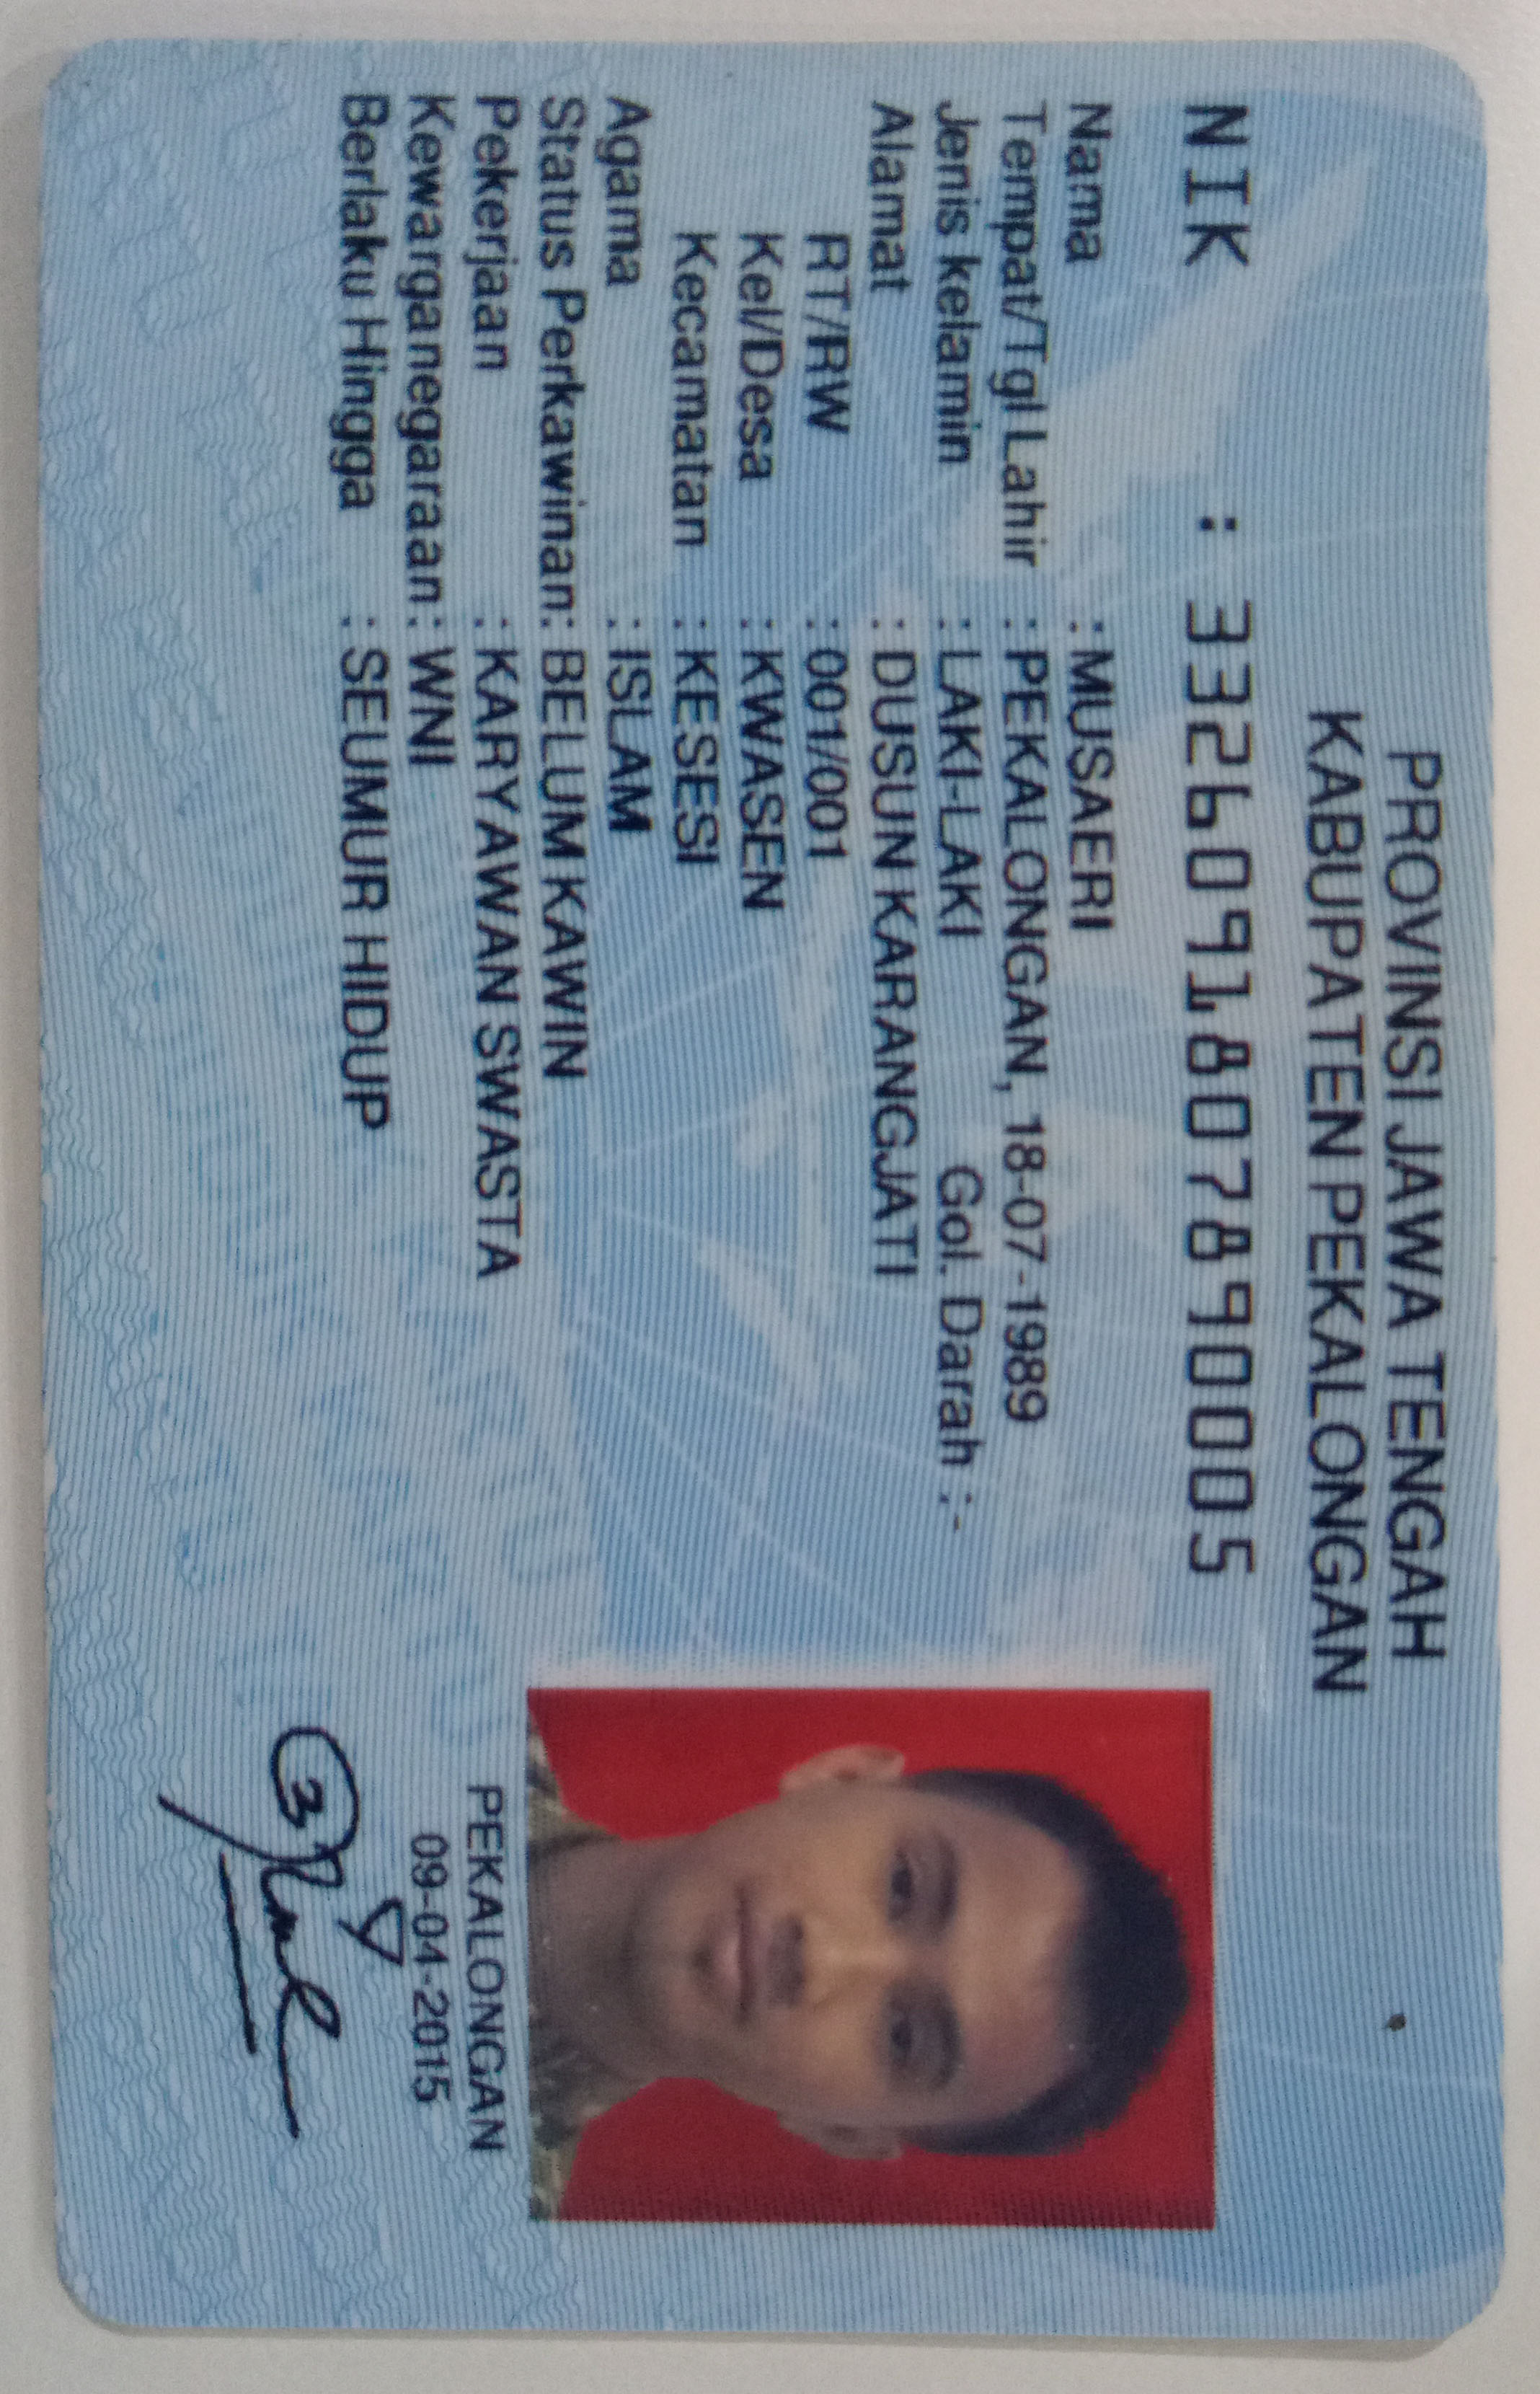 PROVINSI JAWA TENGAH
KABUPATEN PEKALONGAN
NIK : 3326091807890005
Nama : MUSAERI
Tempat/Tgl Lahir : PEKALONGAN, 18-07-1989
Jenis kelamin : LAKI-LAKI Gol. Darah : -
Alamat : DUSUN KARANGJATI
RT/RW : 001/001
Kel/Desa : KWASEN
Kecamatan : KESESI
Agama : ISLAM
Status Perkawinan: BELUM KAWIN
Pekerjaan : KARYAWAN SWASTA
Kewarganegaraan: WNI
Berlaku Hingga : SEUMUR HIDUP
PEKALONGAN
09-04-2015